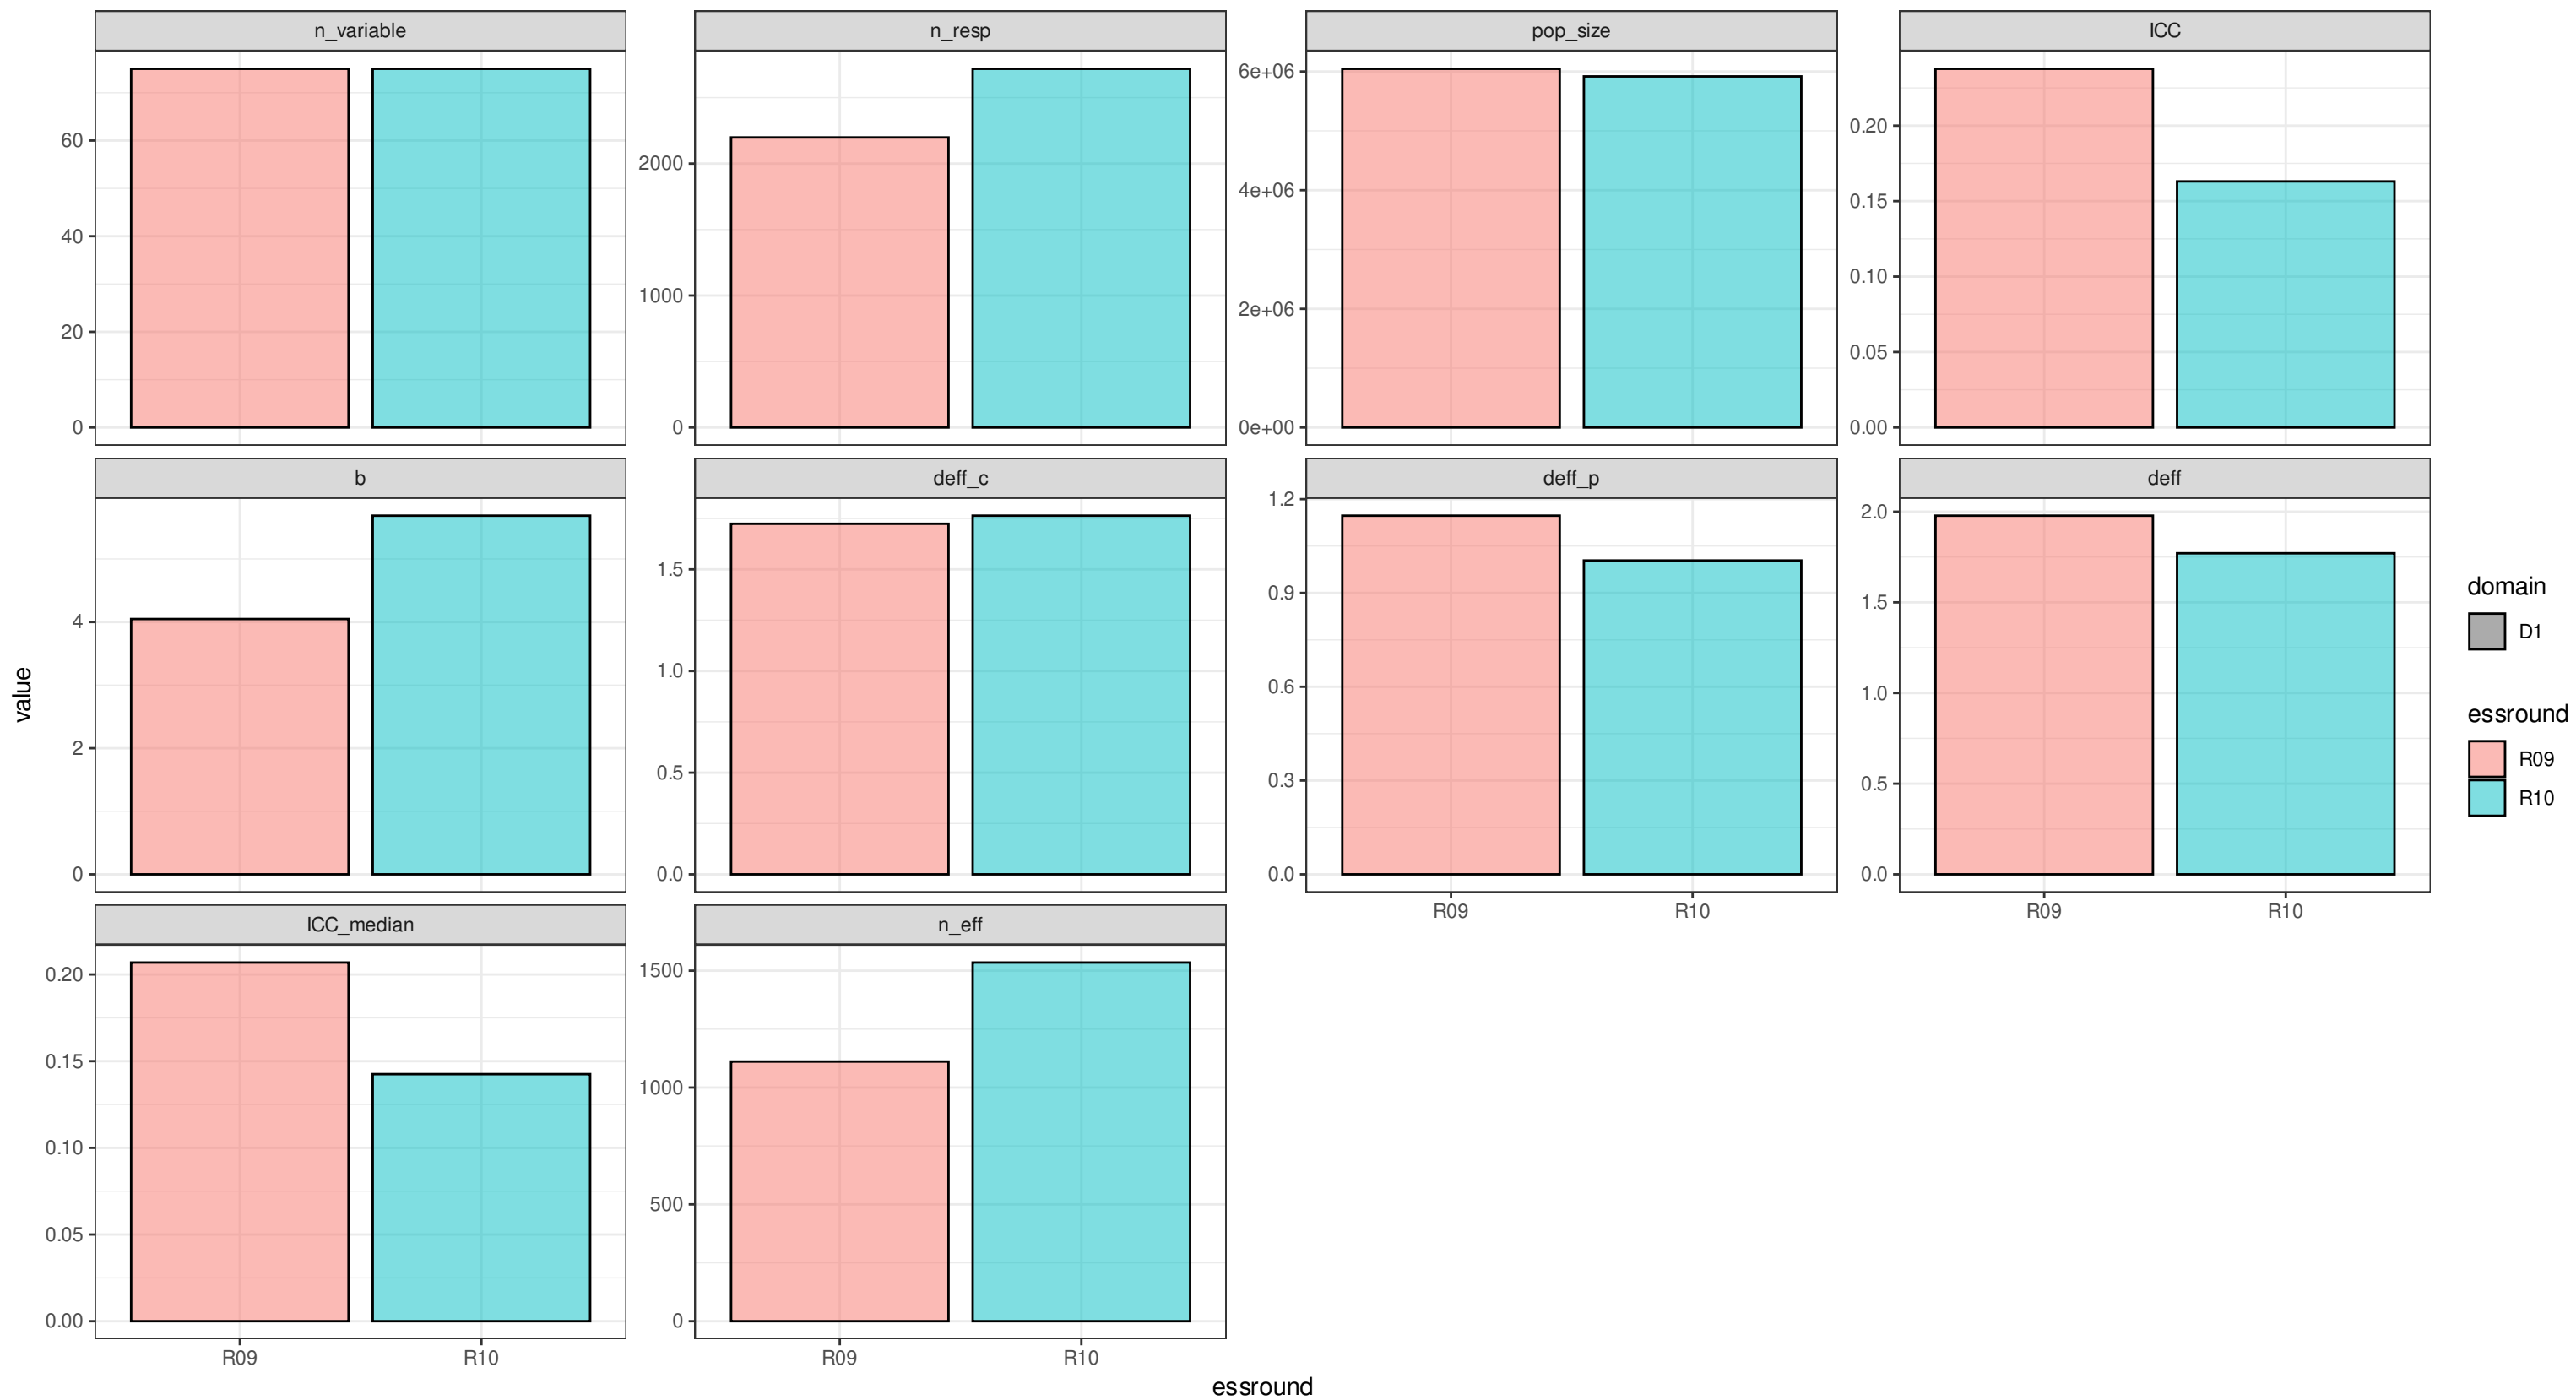 n_variable
n_resp
pop_size
ICC
60
40
20
0
2000
1000
0
6e+06
4e+06
2e+06
0e+00
0.20
0.15
0.10
0.05
0.00
b
deff_c
deff_p
deff
4
2
0
1.5
1.0
0.5
0.0
1.2
0.9
0.6
0.3
0.0
2.0
1.5
1.0
0.5
0.0
R09 R10
R09 R10
ICC_median
n_eff
0.20
0.15
0.10
0.05
0.00
1500
1000
500
0
R09 R10
R09 R10
value
essround
domain
D1
essround
R09
R10